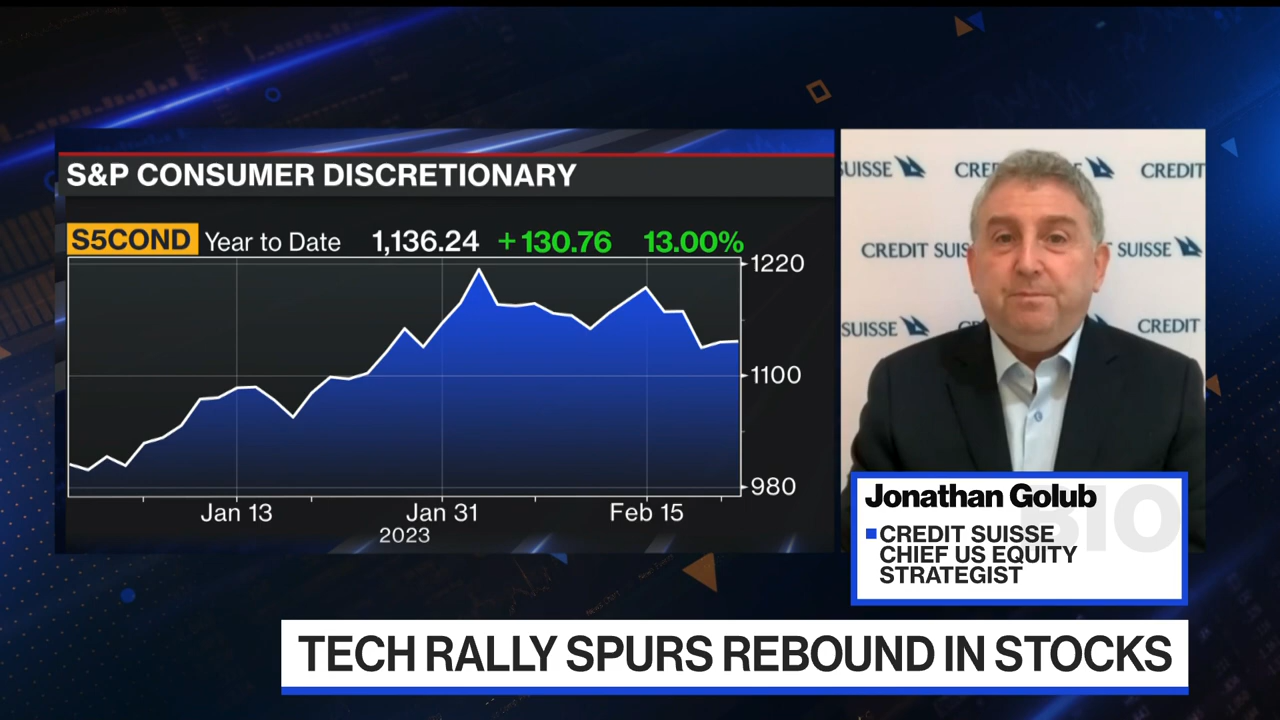 S&P CONSUMER DISCRETIONARY
S5COND Year to Date 1,136.24 +130.76 13.00%
1220
1100
980
Jan 13 Jan 31 Feb 15
2023
SUISSE CREDIT
CREDIT SUIS SUISSE
SUISSE CREDIT
Jonathan Golub
BIO
CREDIT SUISSE
CHIEF US EQUITY
STRATEGIST
TECH RALLY SPURS REBOUND IN STOCKS